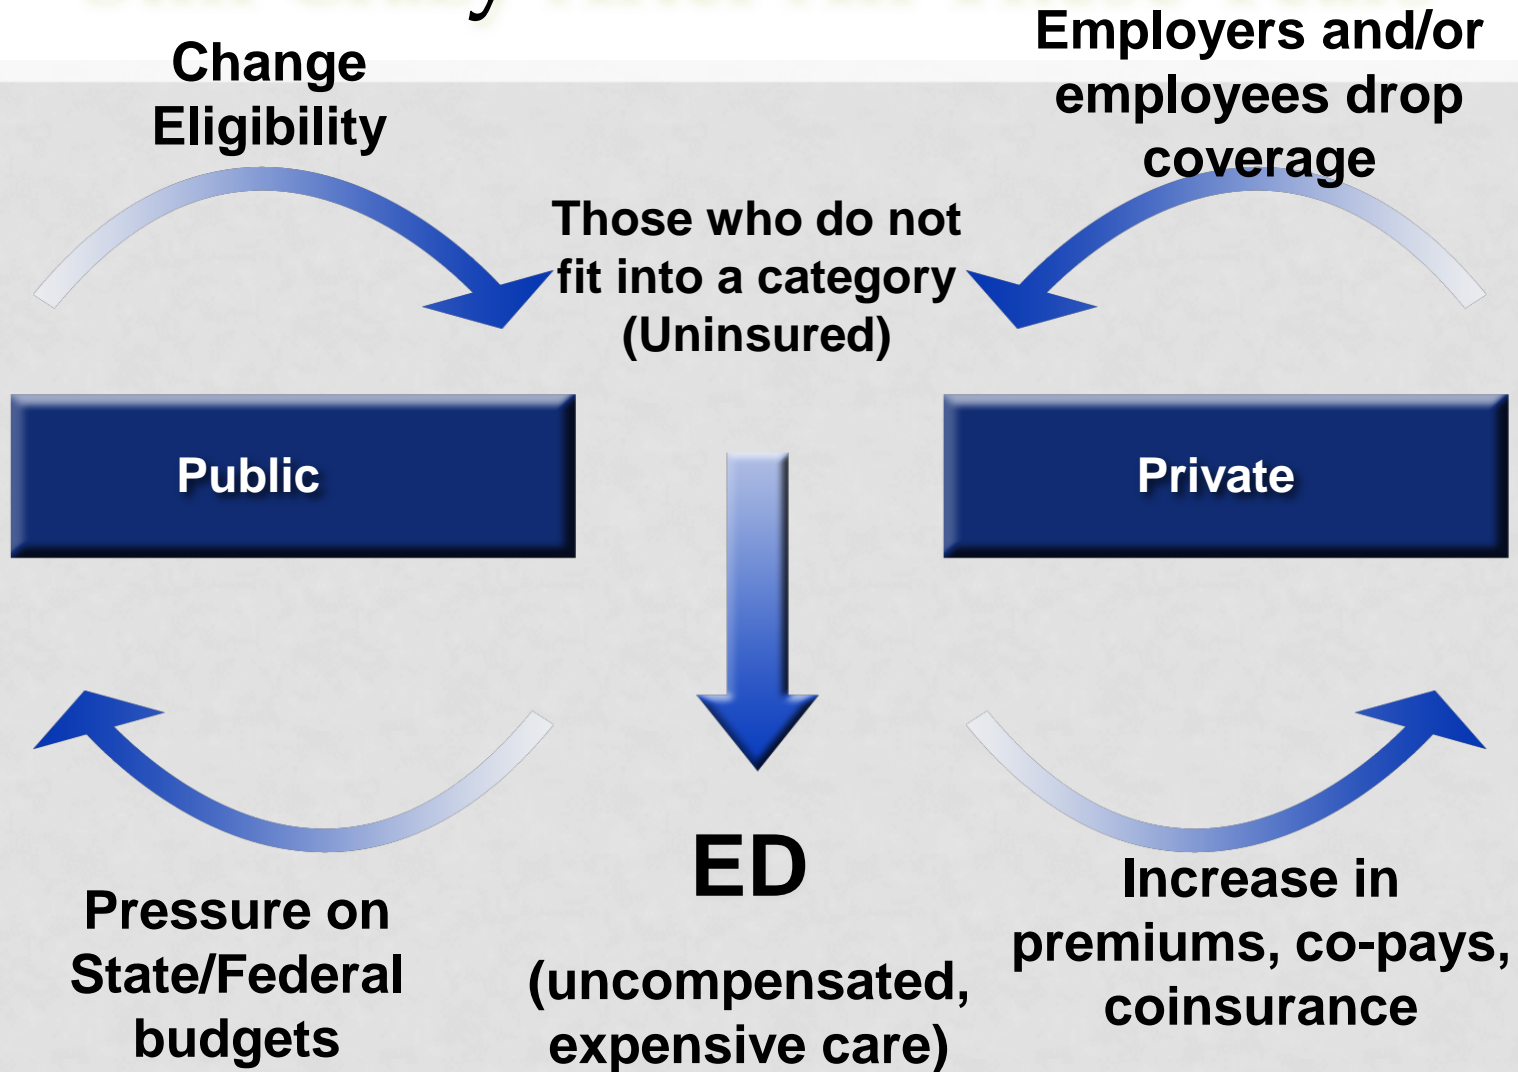 Change
Eligibility
Employers and/or
employees drop
coverage
Those who do not
fit into a category
(Uninsured)
Public
Private
ED
(uncompensated,
expensive care)
Pressure on
State/Federal
budgets
Increase in
premiums, co-pays,
coinsurance